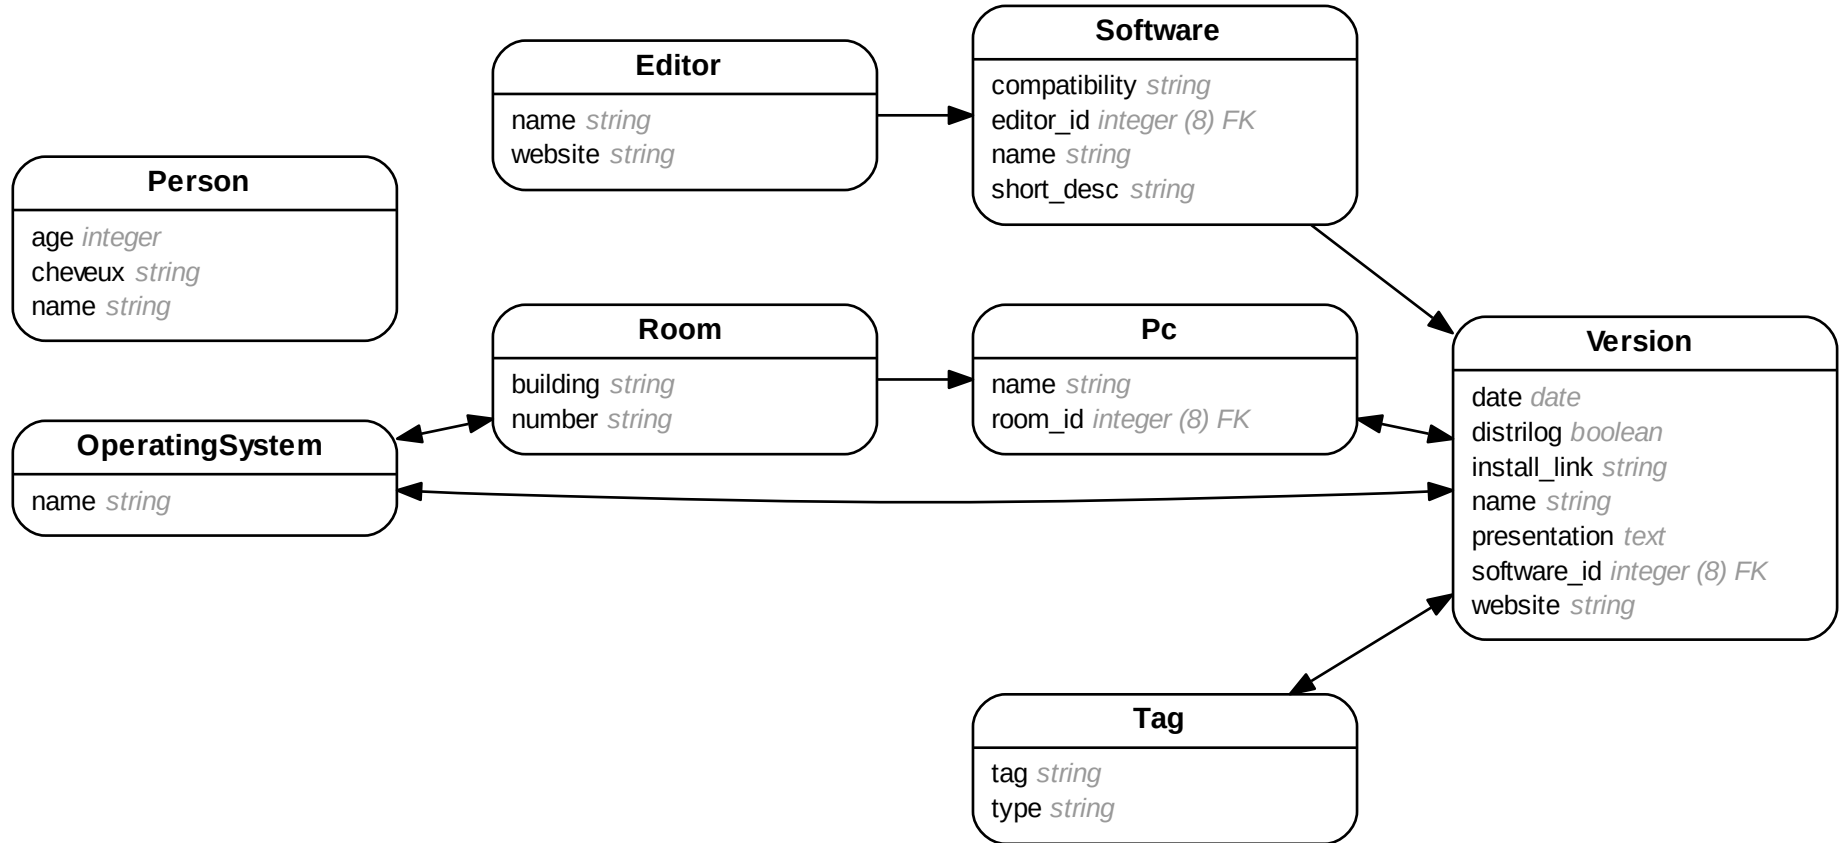 Person
age integer
cheveux string
name string
OperatingSystem
name string
Editor
name string
website string
Room
building string
number string
Software
compatibility string
editor_id integer (8) FK
name string
short_desc string
Pc
name string
room_id integer (8) FK
Tag
tag string
type string
Version
date date
distrilog boolean
install_link string
name string
presentation text
software_id integer (8) FK
website string